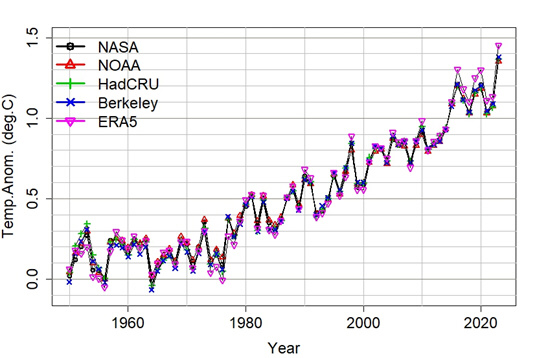 1.5
1.0
0.5
0.0
Temp.Anom. (deg.C)
NASA
NOAA
HadCRU
Berkeley
ERA5
1960
1980
2000
2020
Year